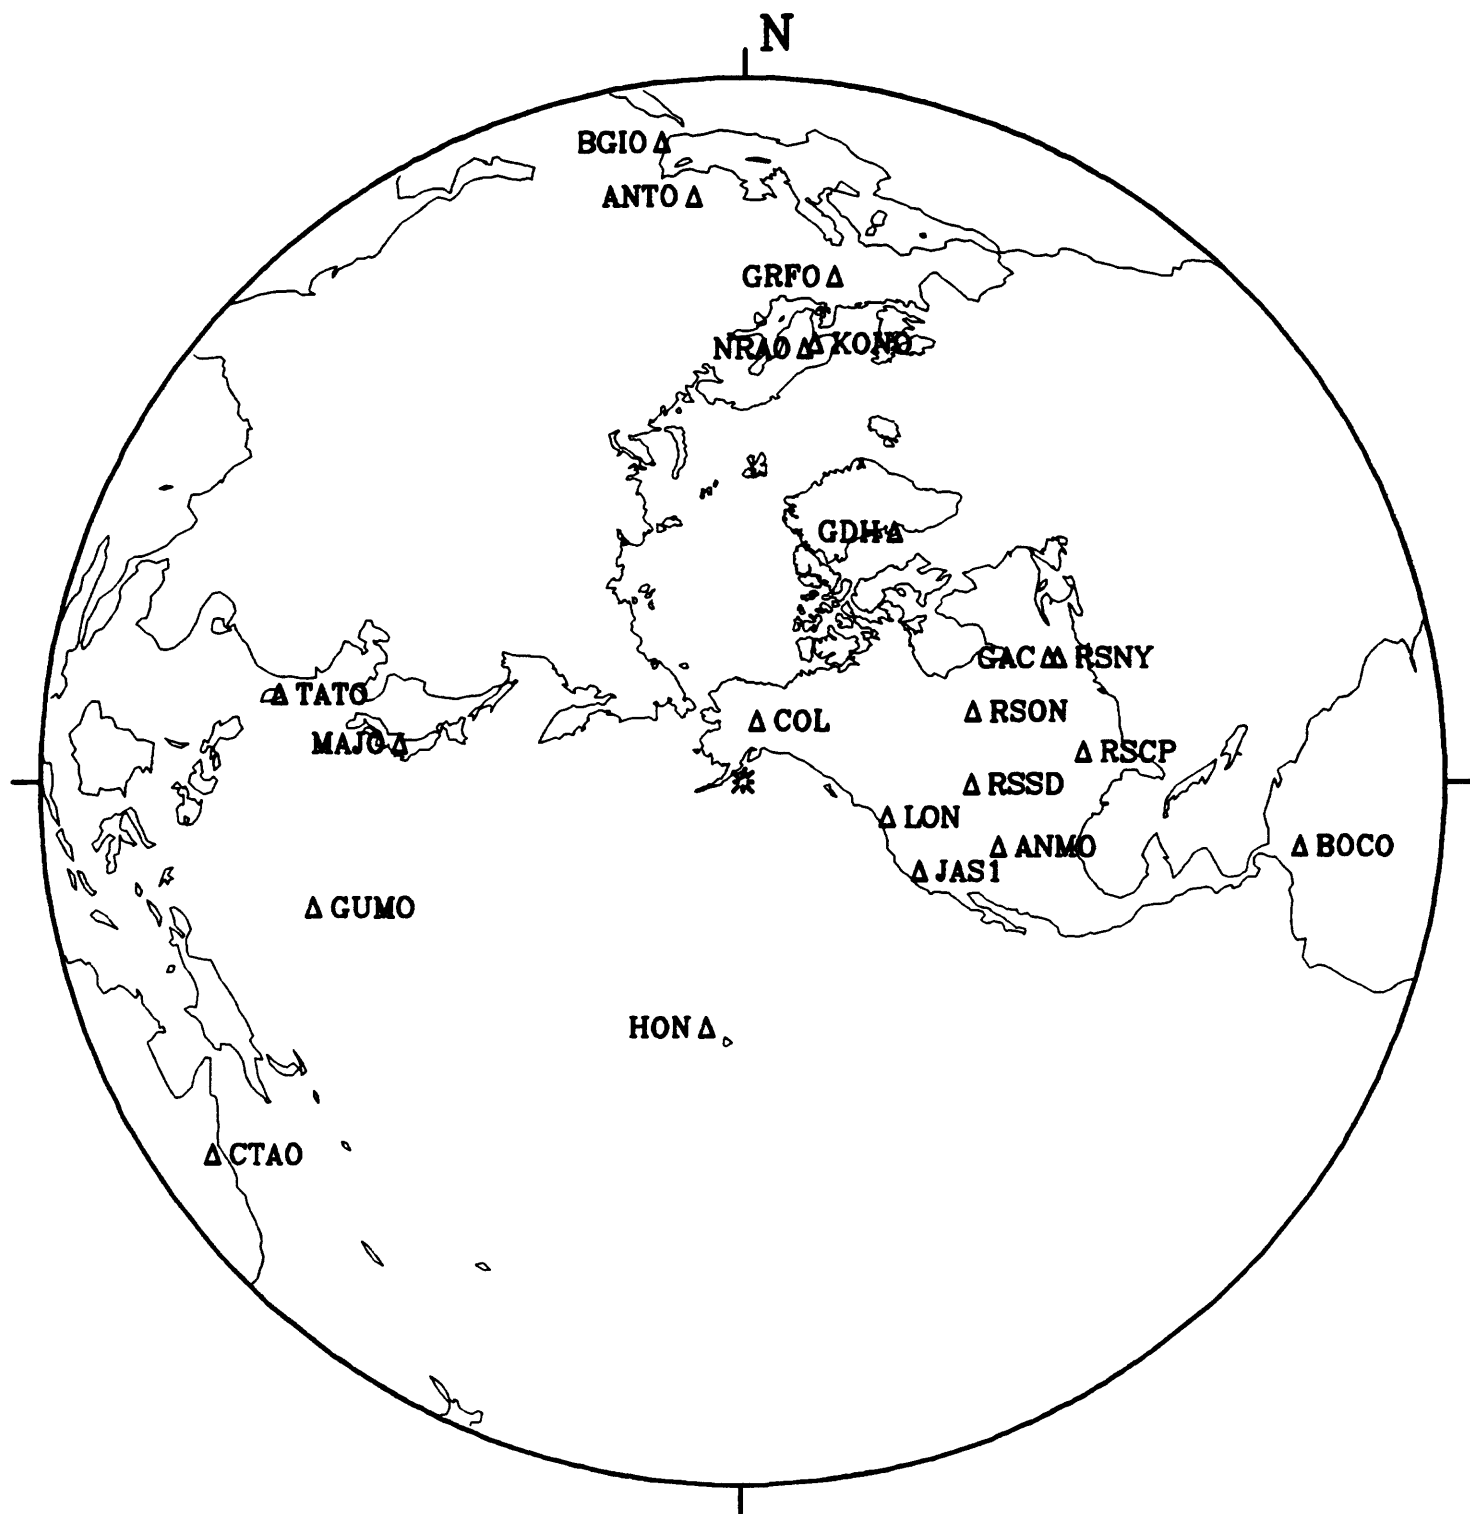 N
BGIO
ANTO
GRFO
NRAO
KONO
GDH
GAC
RSNY
TATO
RSON
COL
MAJO
RSCP
RSSD
LON
ANMO
BOCO
JAS1
GUMO
HON
CTAO